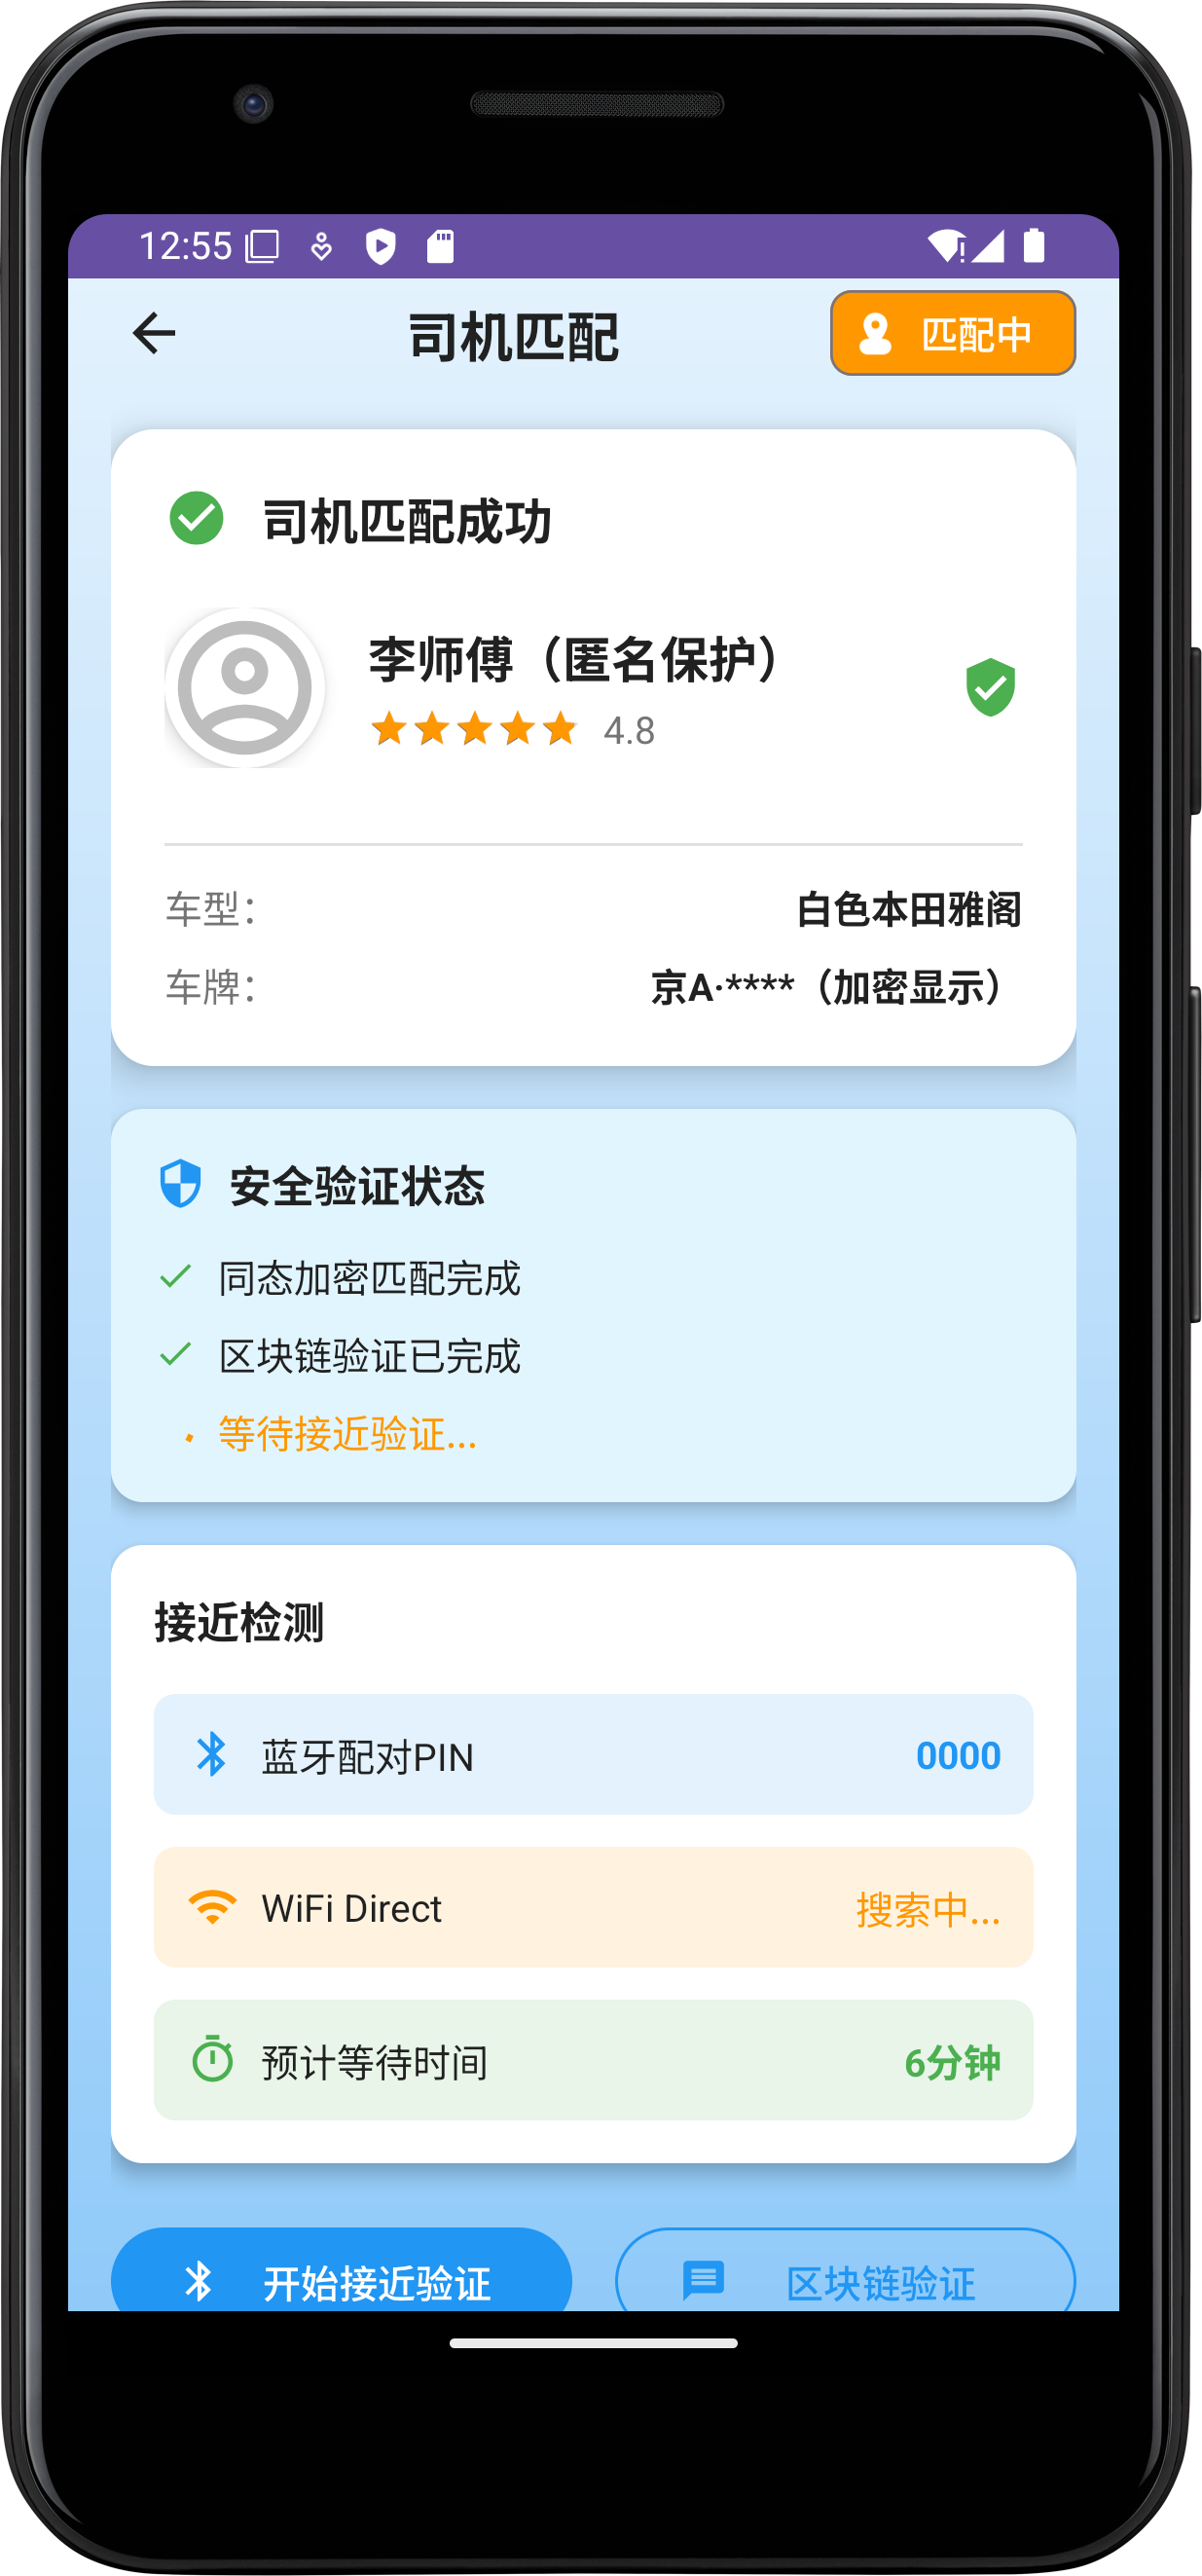 12:55
司机匹配
匹配中
司机匹配成功
李师傅（匿名保护）
4.8
车型： 白色本田雅阁
车牌： 京A·****（加密显示）
安全验证状态
同态加密匹配完成
区块链验证已完成
等待接近验证...
接近检测
蓝牙配对PIN 0000
WiFi Direct 搜索中...
预计等待时间 6分钟
开始接近验证 区块链验证